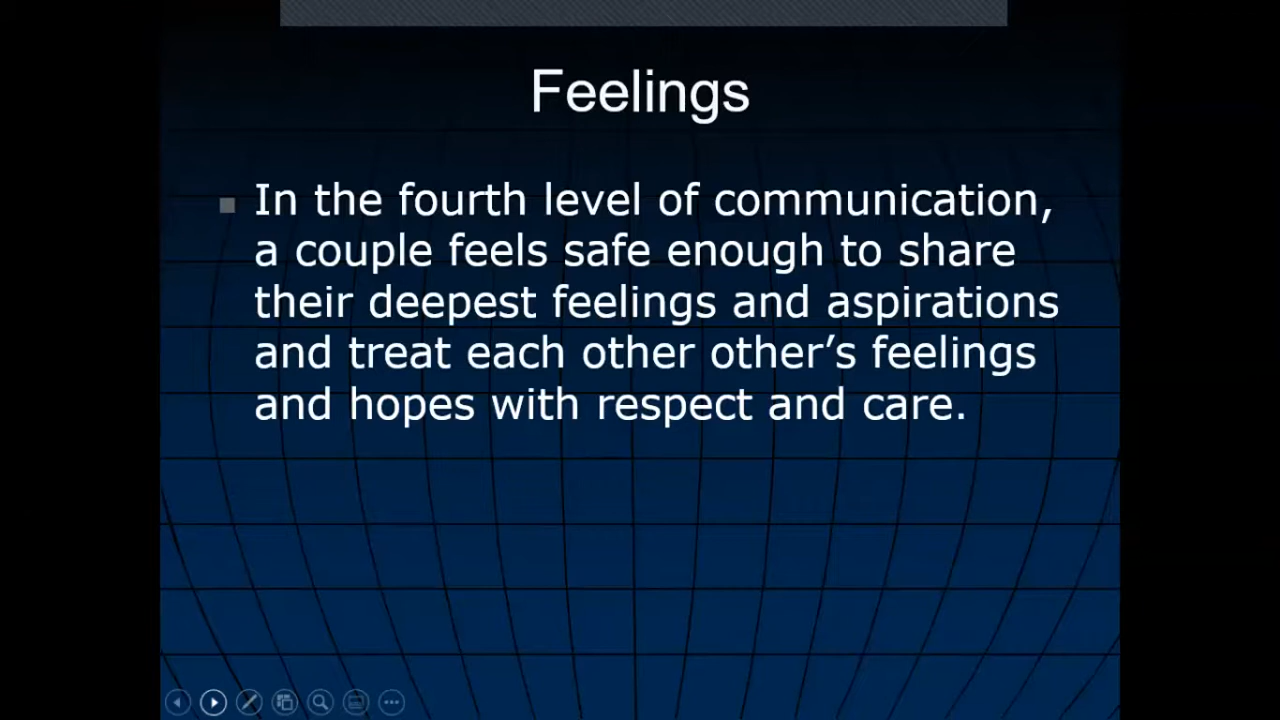 Feelings
In the fourth level of communication,
a couple feels safe enough to share
their deepest feelings and aspirations
and treat each other other’s feelings
and hopes with respect and care.